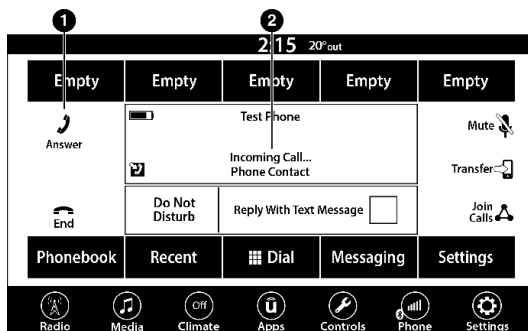 1 2
2:15 20°out
Empty Empty Empty Empty Empty
Test Phone
Answer
Mute
Incoming Call...
Phone Contact
Transfer
End
Do Not
Disturb
Reply With Text Message
Join
Calls
Phonebook Recent Dial Messaging Settings
Off
û
Radio Media Climate Apps Controls Phone Settings